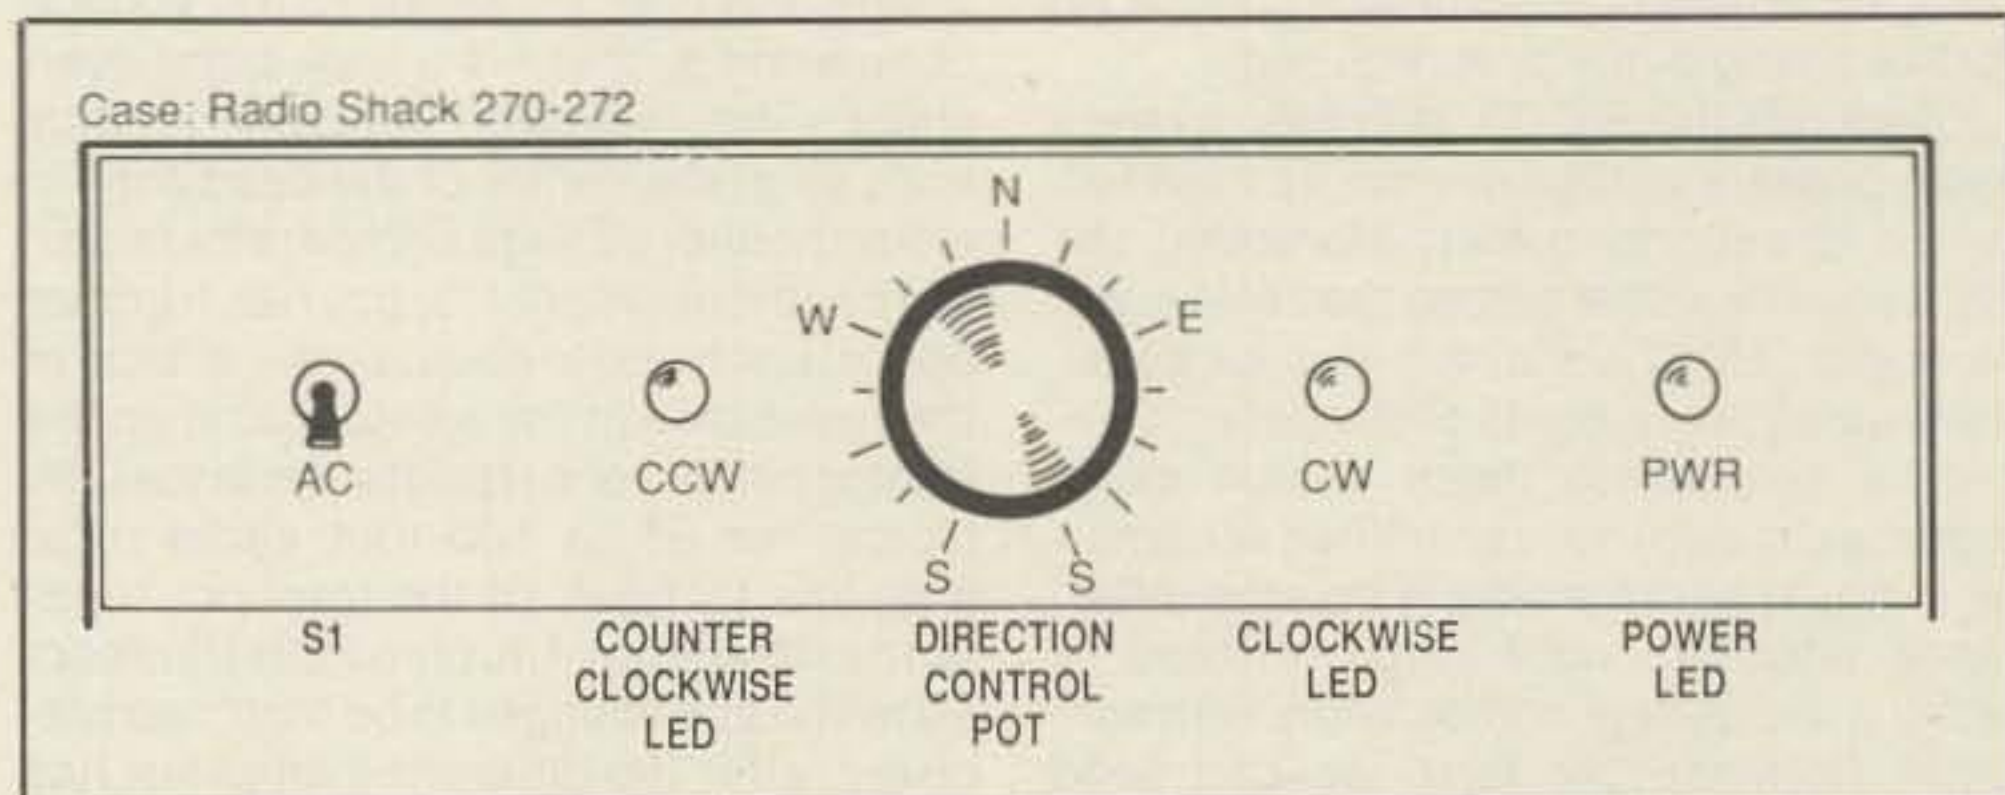 Case: Radio Shack 270-272
N
W
E
AC
CCW
CW
PWR
S
S
S1
COUNTER
CLOCKWISE
LED
DIRECTION
CONTROL
POT
CLOCKWISE
LED
POWER
LED